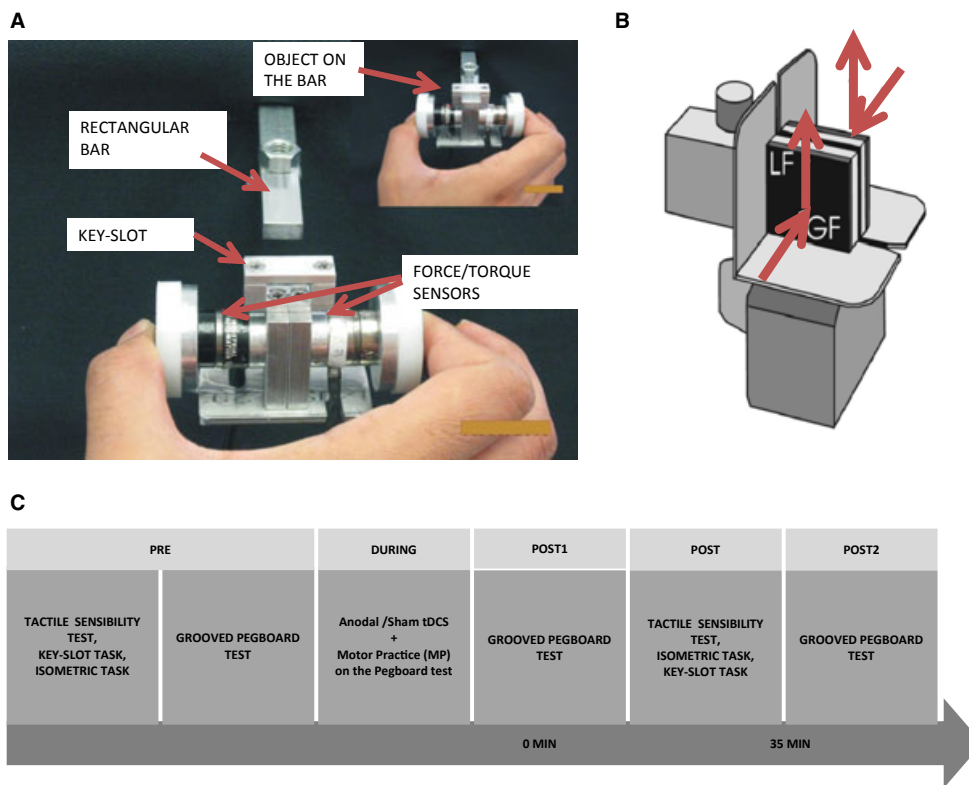 A
OBJECT ON
THE BAR
RECTANGULAR
BAR
KEY-SLOT
FORCE/TORQUE
SENSORS
B
LF
GF
C
PRE
DURING
POST1
POST
POST2
TACTILE SENSIBILITY
TEST,
KEY-SLOT TASK,
ISOMETRIC TASK
GROOVED PEGBOARD
TEST
Anodal /Sham tDCS
+
Motor Practice (MP)
on the Pegboard test
GROOVED PEGBOARD
TEST
TACTILE SENSIBILITY
TEST,
ISOMETRIC TASK,
KEY-SLOT TASK
GROOVED PEGBOARD
TEST
0 MIN
35 MIN